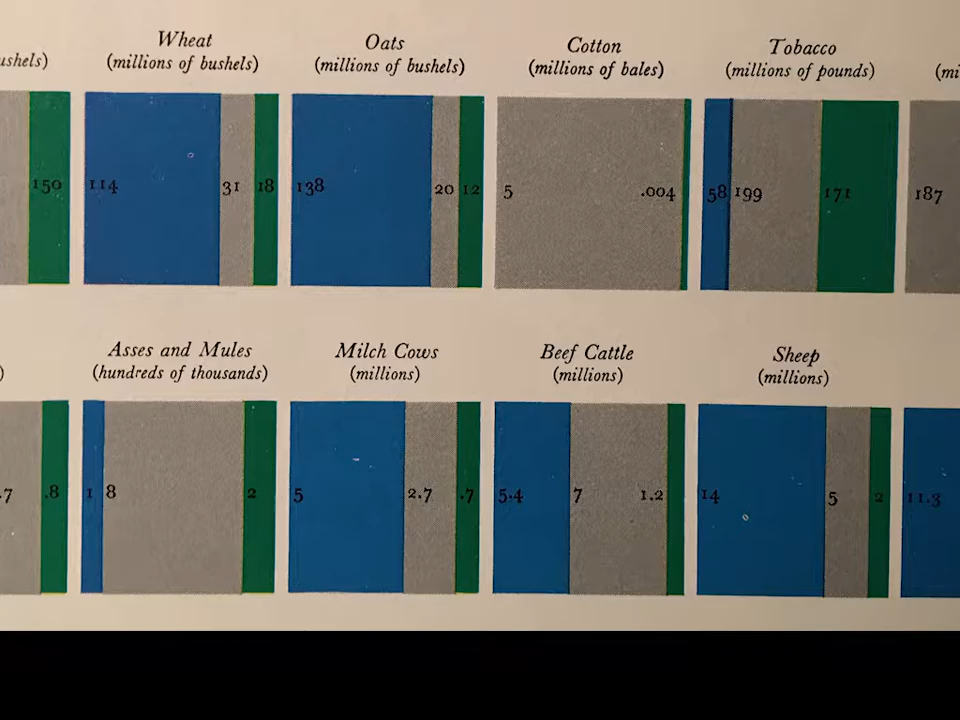 ushels)
Wheat
(millions of bushels)
Oats
(millions of bushels)
Cotton
(millions of bales)
Tobacco
(millions of pounds)
(mi
150
114 31 18
138 20 12
5 .004
58 199 171
187
)
Asses and Mules
(hundreds of thousands)
Milch Cows
(millions)
Beef Cattle
(millions)
Sheep
(millions)
.7 .8
1 8 2
5 2.7 .7
5.4 7 1.2
14 5 2
11.3